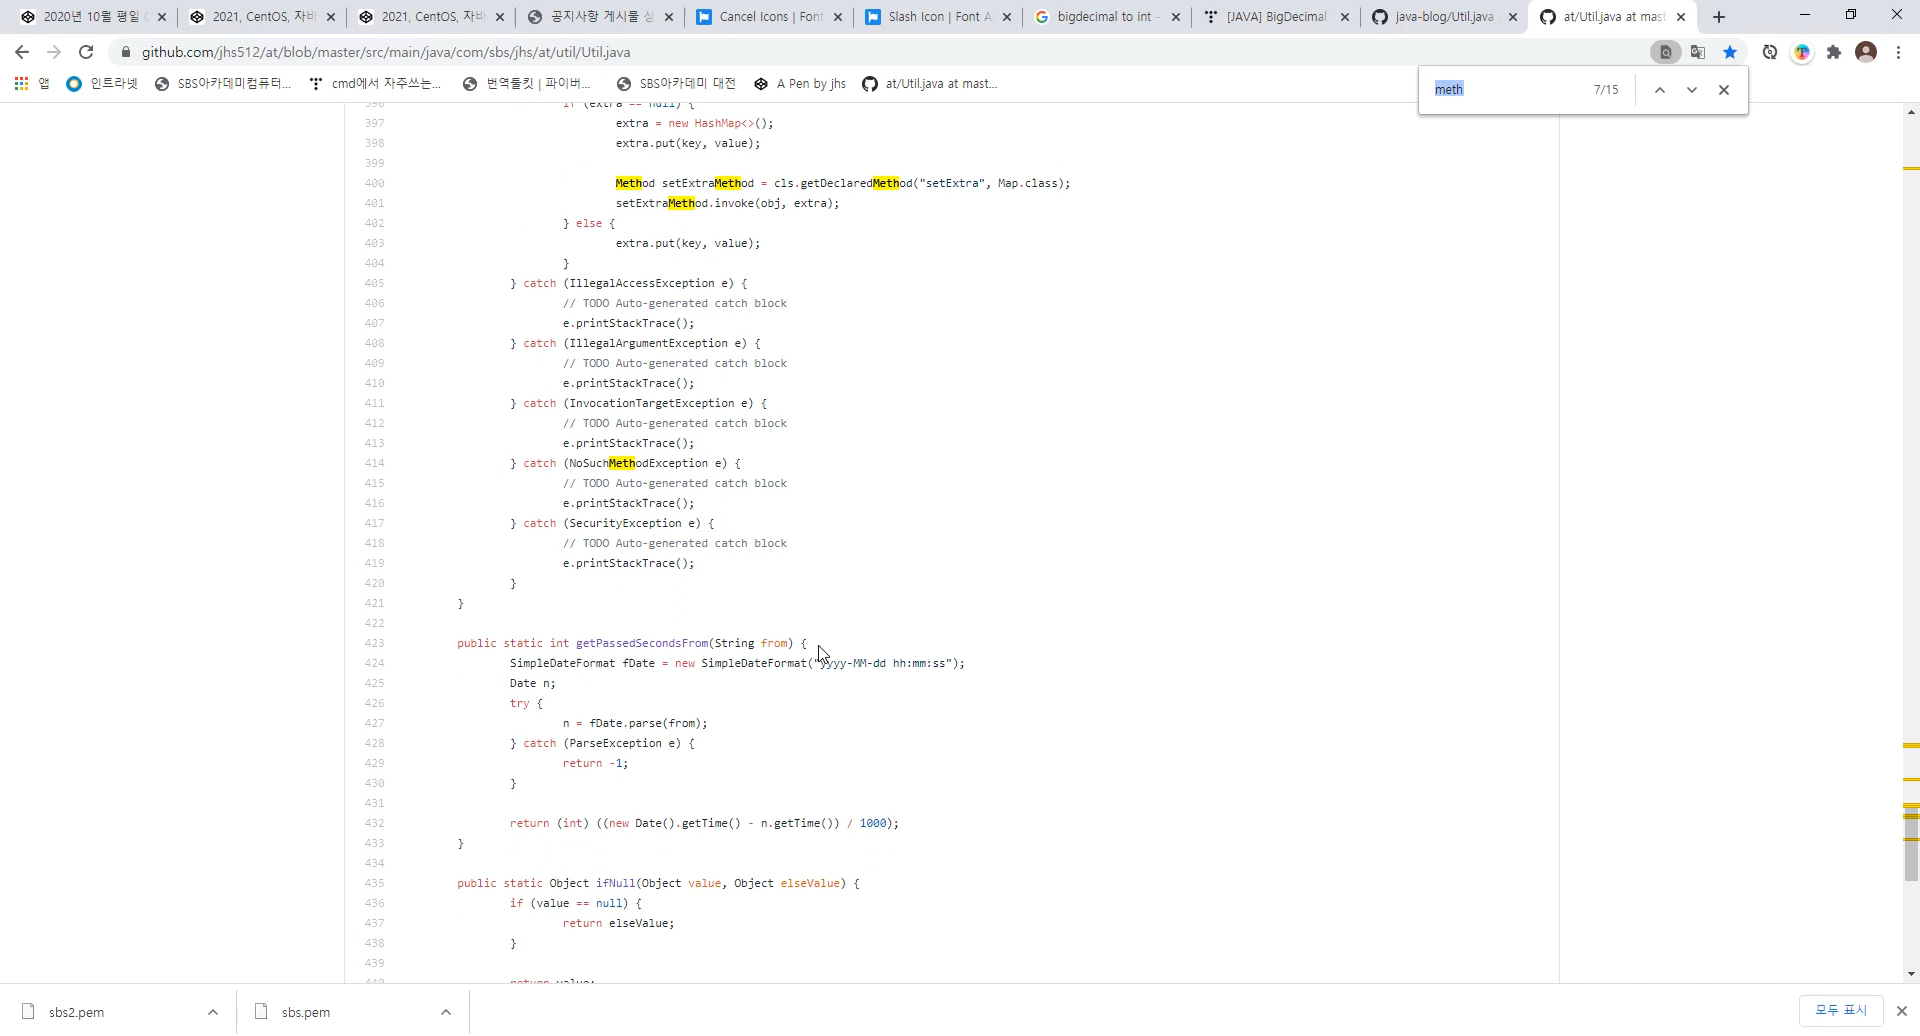 2020년 10월 평일
2021, CentOS, 자바
2021, CentOS, 자바
공지사항 게시물 상
Cancel Icons | Font
Slash Icon | Font A
bigdecimal to int -
[JAVA] BigDecimal
java-blog/Util.java
at/Util.java at mast
github.com/jhs512/at/blob/master/src/main/java/com/sbs/jhs/at/util/Util.java
앱 인트라넷 SBS아카데미컴퓨터... cmd에서 자주쓰는... 번역툴킷 | 파이버... SBS아카데미 대전 A Pen by jhs at/Util.java at mast...
meth 7/15
396 if (extra == null) {
397 extra = new HashMap<>();
398 extra.put(key, value);
399
400 Method setExtraMethod = cls.getDeclaredMethod("setExtra", Map.class);
401 setExtraMethod.invoke(obj, extra);
402 } else {
403 extra.put(key, value);
404 }
405 } catch (IllegalAccessException e) {
406 // TODO Auto-generated catch block
407 e.printStackTrace();
408 } catch (IllegalArgumentException e) {
409 // TODO Auto-generated catch block
410 e.printStackTrace();
411 } catch (InvocationTargetException e) {
412 // TODO Auto-generated catch block
413 e.printStackTrace();
414 } catch (NoSuchMethodException e) {
415 // TODO Auto-generated catch block
416 e.printStackTrace();
417 } catch (SecurityException e) {
418 // TODO Auto-generated catch block
419 e.printStackTrace();
420 }
421 }
422
423 public static int getPassedSecondsFrom(String from) {
424 SimpleDateFormat fDate = new SimpleDateFormat("yyyy-MM-dd hh:mm:ss");
425 Date n;
426 try {
427 n = fDate.parse(from);
428 } catch (ParseException e) {
429 return -1;
430 }
431
432 return (int) ((new Date().getTime() - n.getTime()) / 1000);
433 }
434
435 public static Object ifNull(Object value, Object elseValue) {
436 if (value == null) {
437 return elseValue;
438 }
439
440 return value;
sbs2.pem
sbs.pem
모두 표시